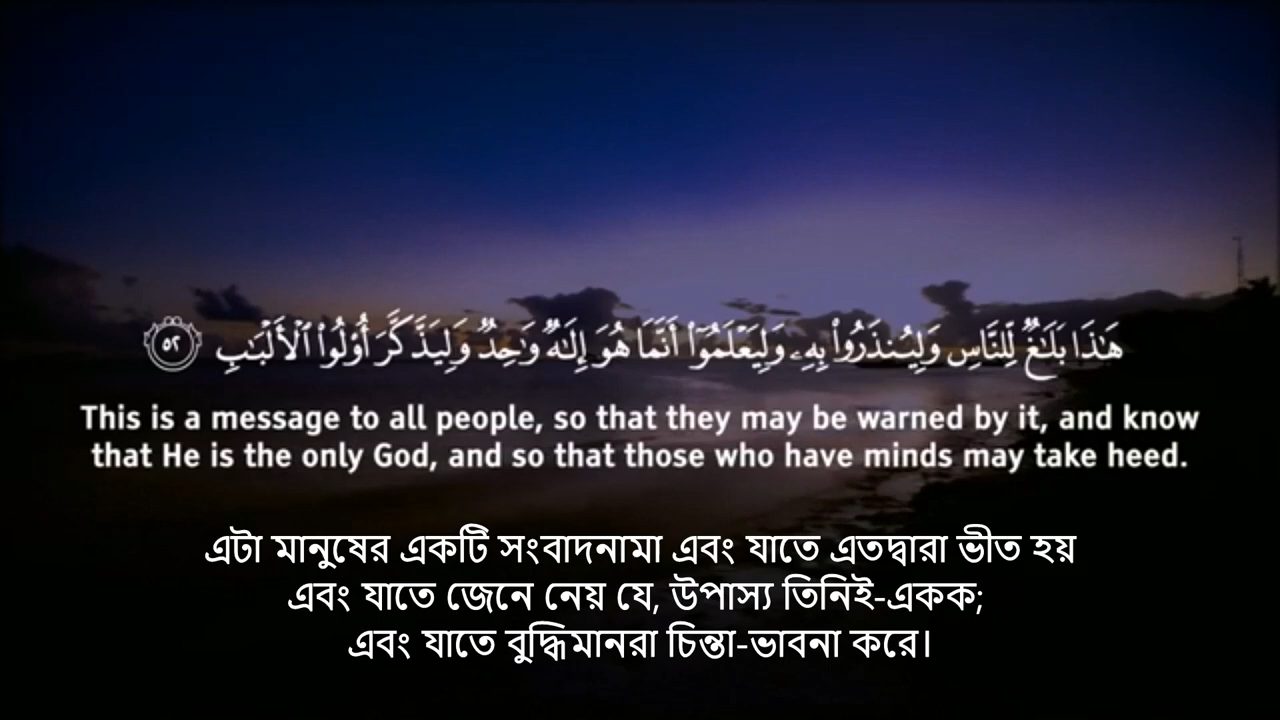 هَـٰذَا بَلَـٰغٌ لِّلنَّاسِ وَلِيُنذَرُوا۟ بِهِۦ وَلِيَعْلَمُوٓا۟ أَنَّمَا هُوَ إِلَـٰهٌ وَٰحِدٌ وَلِيَذَّكَّرَ أُو۟لُوا۟ ٱلْأَلْبَـٰبِ ٥٢
This is a message to all people, so that they may be warned by it, and know
that He is the only God, and so that those who have minds may take heed.
এটা মানুষের একটি সংবাদনামা এবং যাতে এতদ্বারা ভীত হয়
এবং যাতে জেনে নেয় যে, উপাস্য তিনিই-একক;
এবং যাতে বুদ্ধিমানরা চিন্তা-ভাবনা করে।